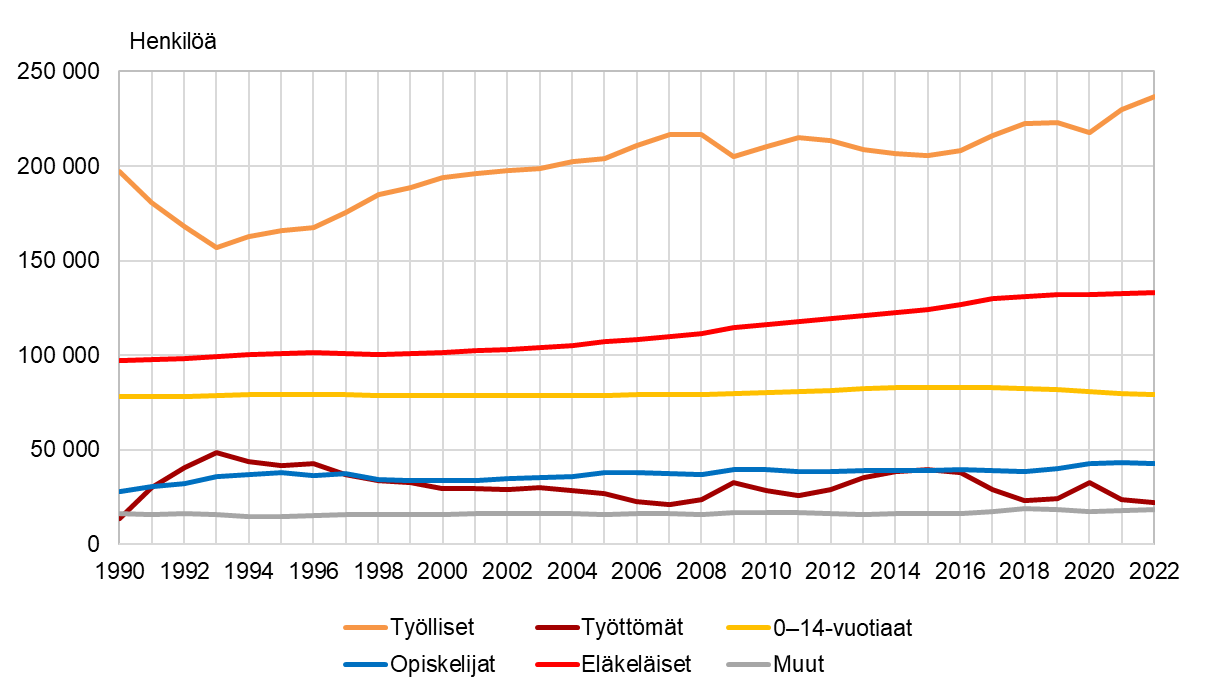 Henkilöä
250 000
200 000
150 000
100 000
50 000
0
1990 1992 1994 1996 1998 2000 2002 2004 2006 2008 2010 2012 2014 2016 2018 2020 2022
Työlliset Työttömät 0–14-vuotiaat
Opiskelijat Eläkeläiset Muut